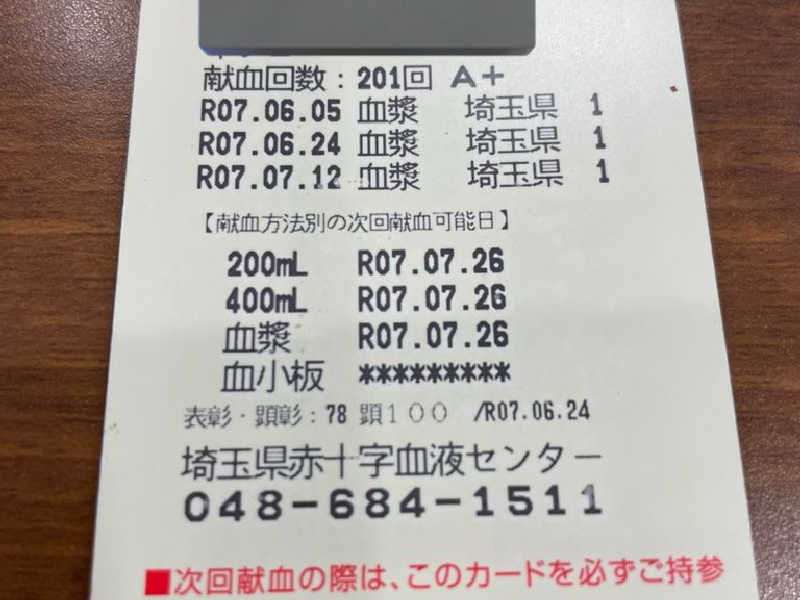 献血回数：201回 A+
R07.06.05 血漿 埼玉県 1
R07.06.24 血漿 埼玉県 1
R07.07.12 血漿 埼玉県 1
【献血方法別の次回献血可能日】
200mL R07.07.26
400mL R07.07.26
血漿 R07.07.26
血小板 *********
表彰・顕彰：78 顕100 /R07.06.24
埼玉県赤十字血液センター
048-684-1511
■次回献血の際は、このカードを必ずご持参